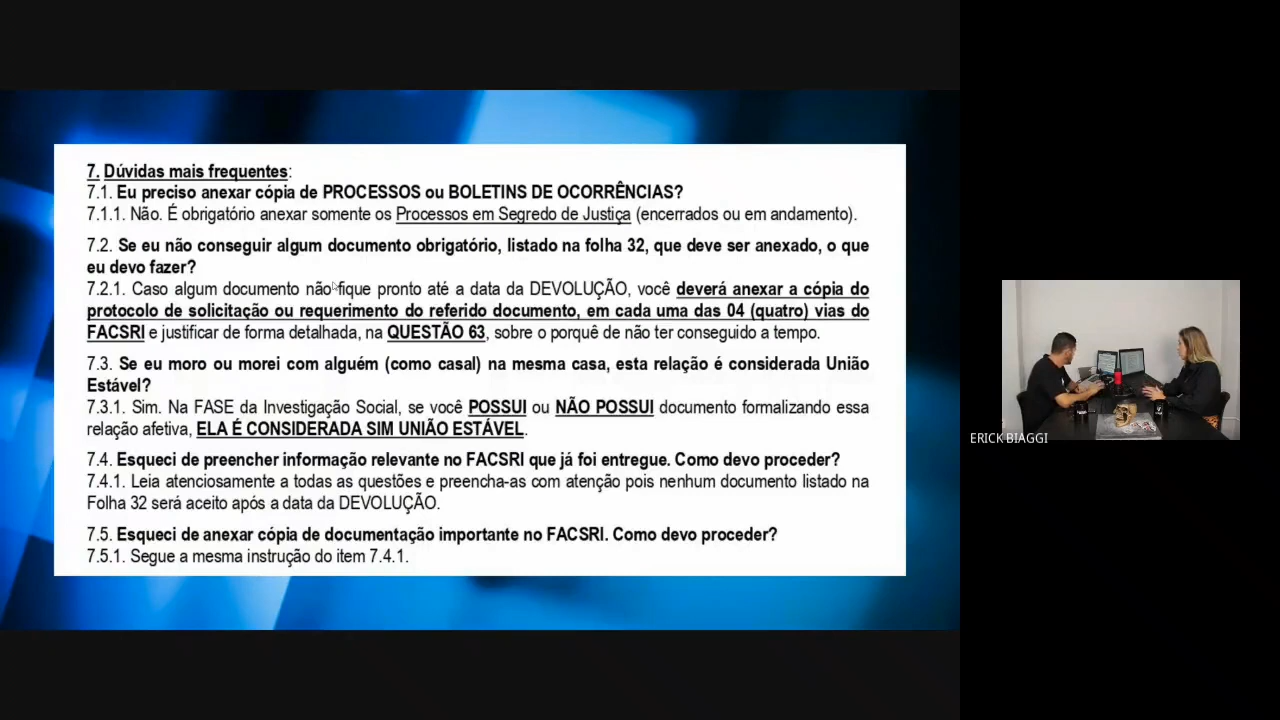 7. Dúvidas mais frequentes:
7.1. Eu preciso anexar cópia de PROCESSOS ou BOLETINS DE OCORRÊNCIAS?
7.1.1. Não. É obrigatório anexar somente os Processos em Segredo de Justiça (encerrados ou em andamento).
7.2. Se eu não conseguir algum documento obrigatório, listado na folha 32, que deve ser anexado, o que
eu devo fazer?
7.2.1. Caso algum documento não fique pronto até a data da DEVOLUÇÃO, você deverá anexar a cópia do
protocolo de solicitação ou requerimento do referido documento, em cada uma das 04 (quatro) vias do
FACSRI e justificar de forma detalhada, na QUESTÃO 63, sobre o porquê de não ter conseguido a tempo.
7.3. Se eu moro ou morei com alguém (como casal) na mesma casa, esta relação é considerada União
Estável?
7.3.1. Sim. Na FASE da Investigação Social, se você POSSUI ou NÃO POSSUI documento formalizando essa
relação afetiva, ELA É CONSIDERADA SIM UNIÃO ESTÁVEL.
7.4. Esqueci de preencher informação relevante no FACSRI que já foi entregue. Como devo proceder?
7.4.1. Leia atenciosamente a todas as questões e preencha-as com atenção pois nenhum documento listado na
Folha 32 será aceito após a data da DEVOLUÇÃO.
7.5. Esqueci de anexar cópia de documentação importante no FACSRI. Como devo proceder?
7.5.1. Segue a mesma instrução do item 7.4.1.
ERICK BIAGGI